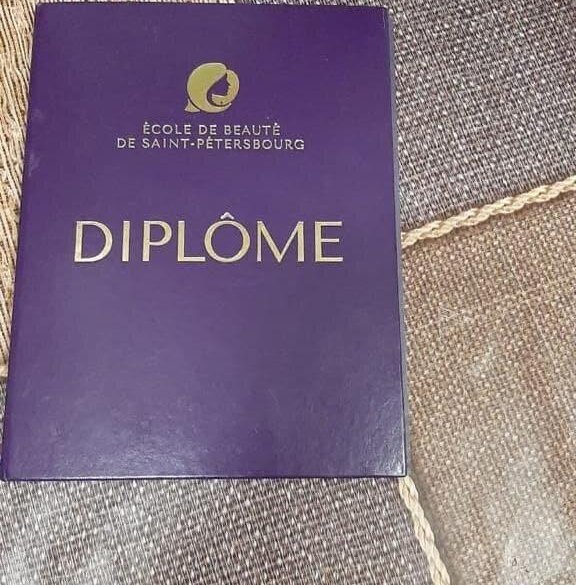 ÉCOLE DE BEAUTÉ
DE SAINT-PÉTERSBOURG
DIPLÔME